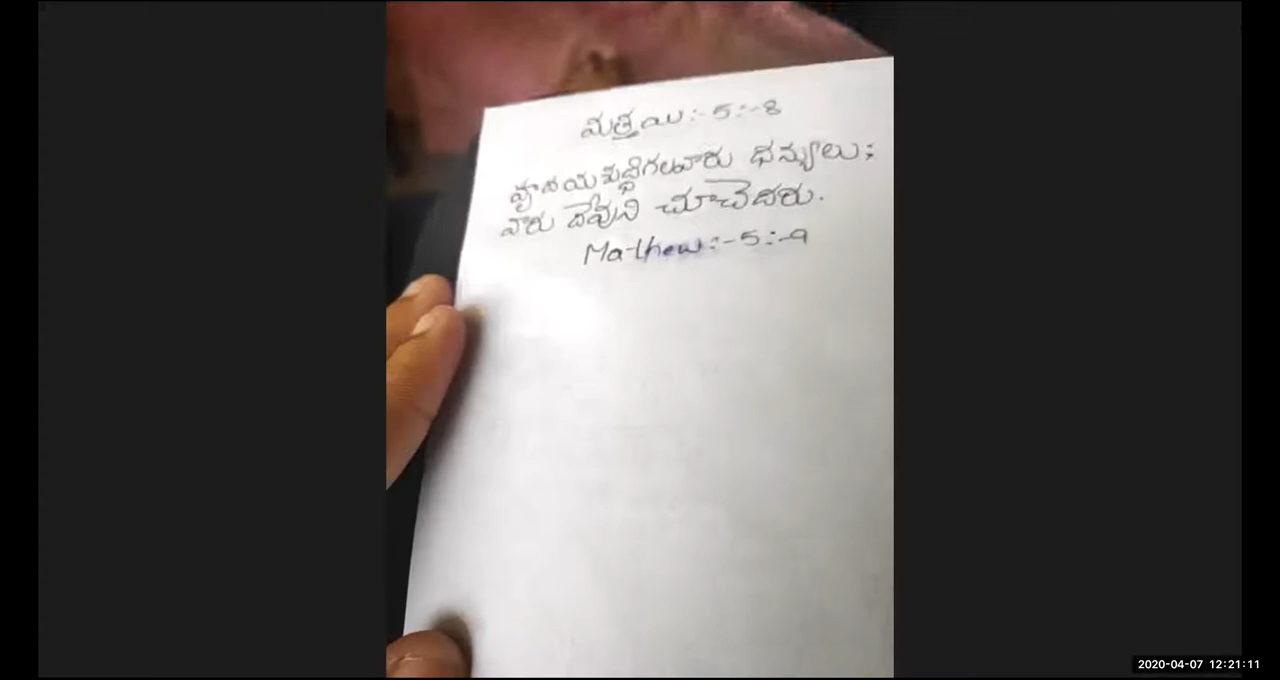 మత్తయి:-5:-8
హృదయశుద్ధిగలవారు ధన్యులు;
వారు దేవుని చూచెదరు.
Mathew:-5:-9
2020-04-07 12:21:11